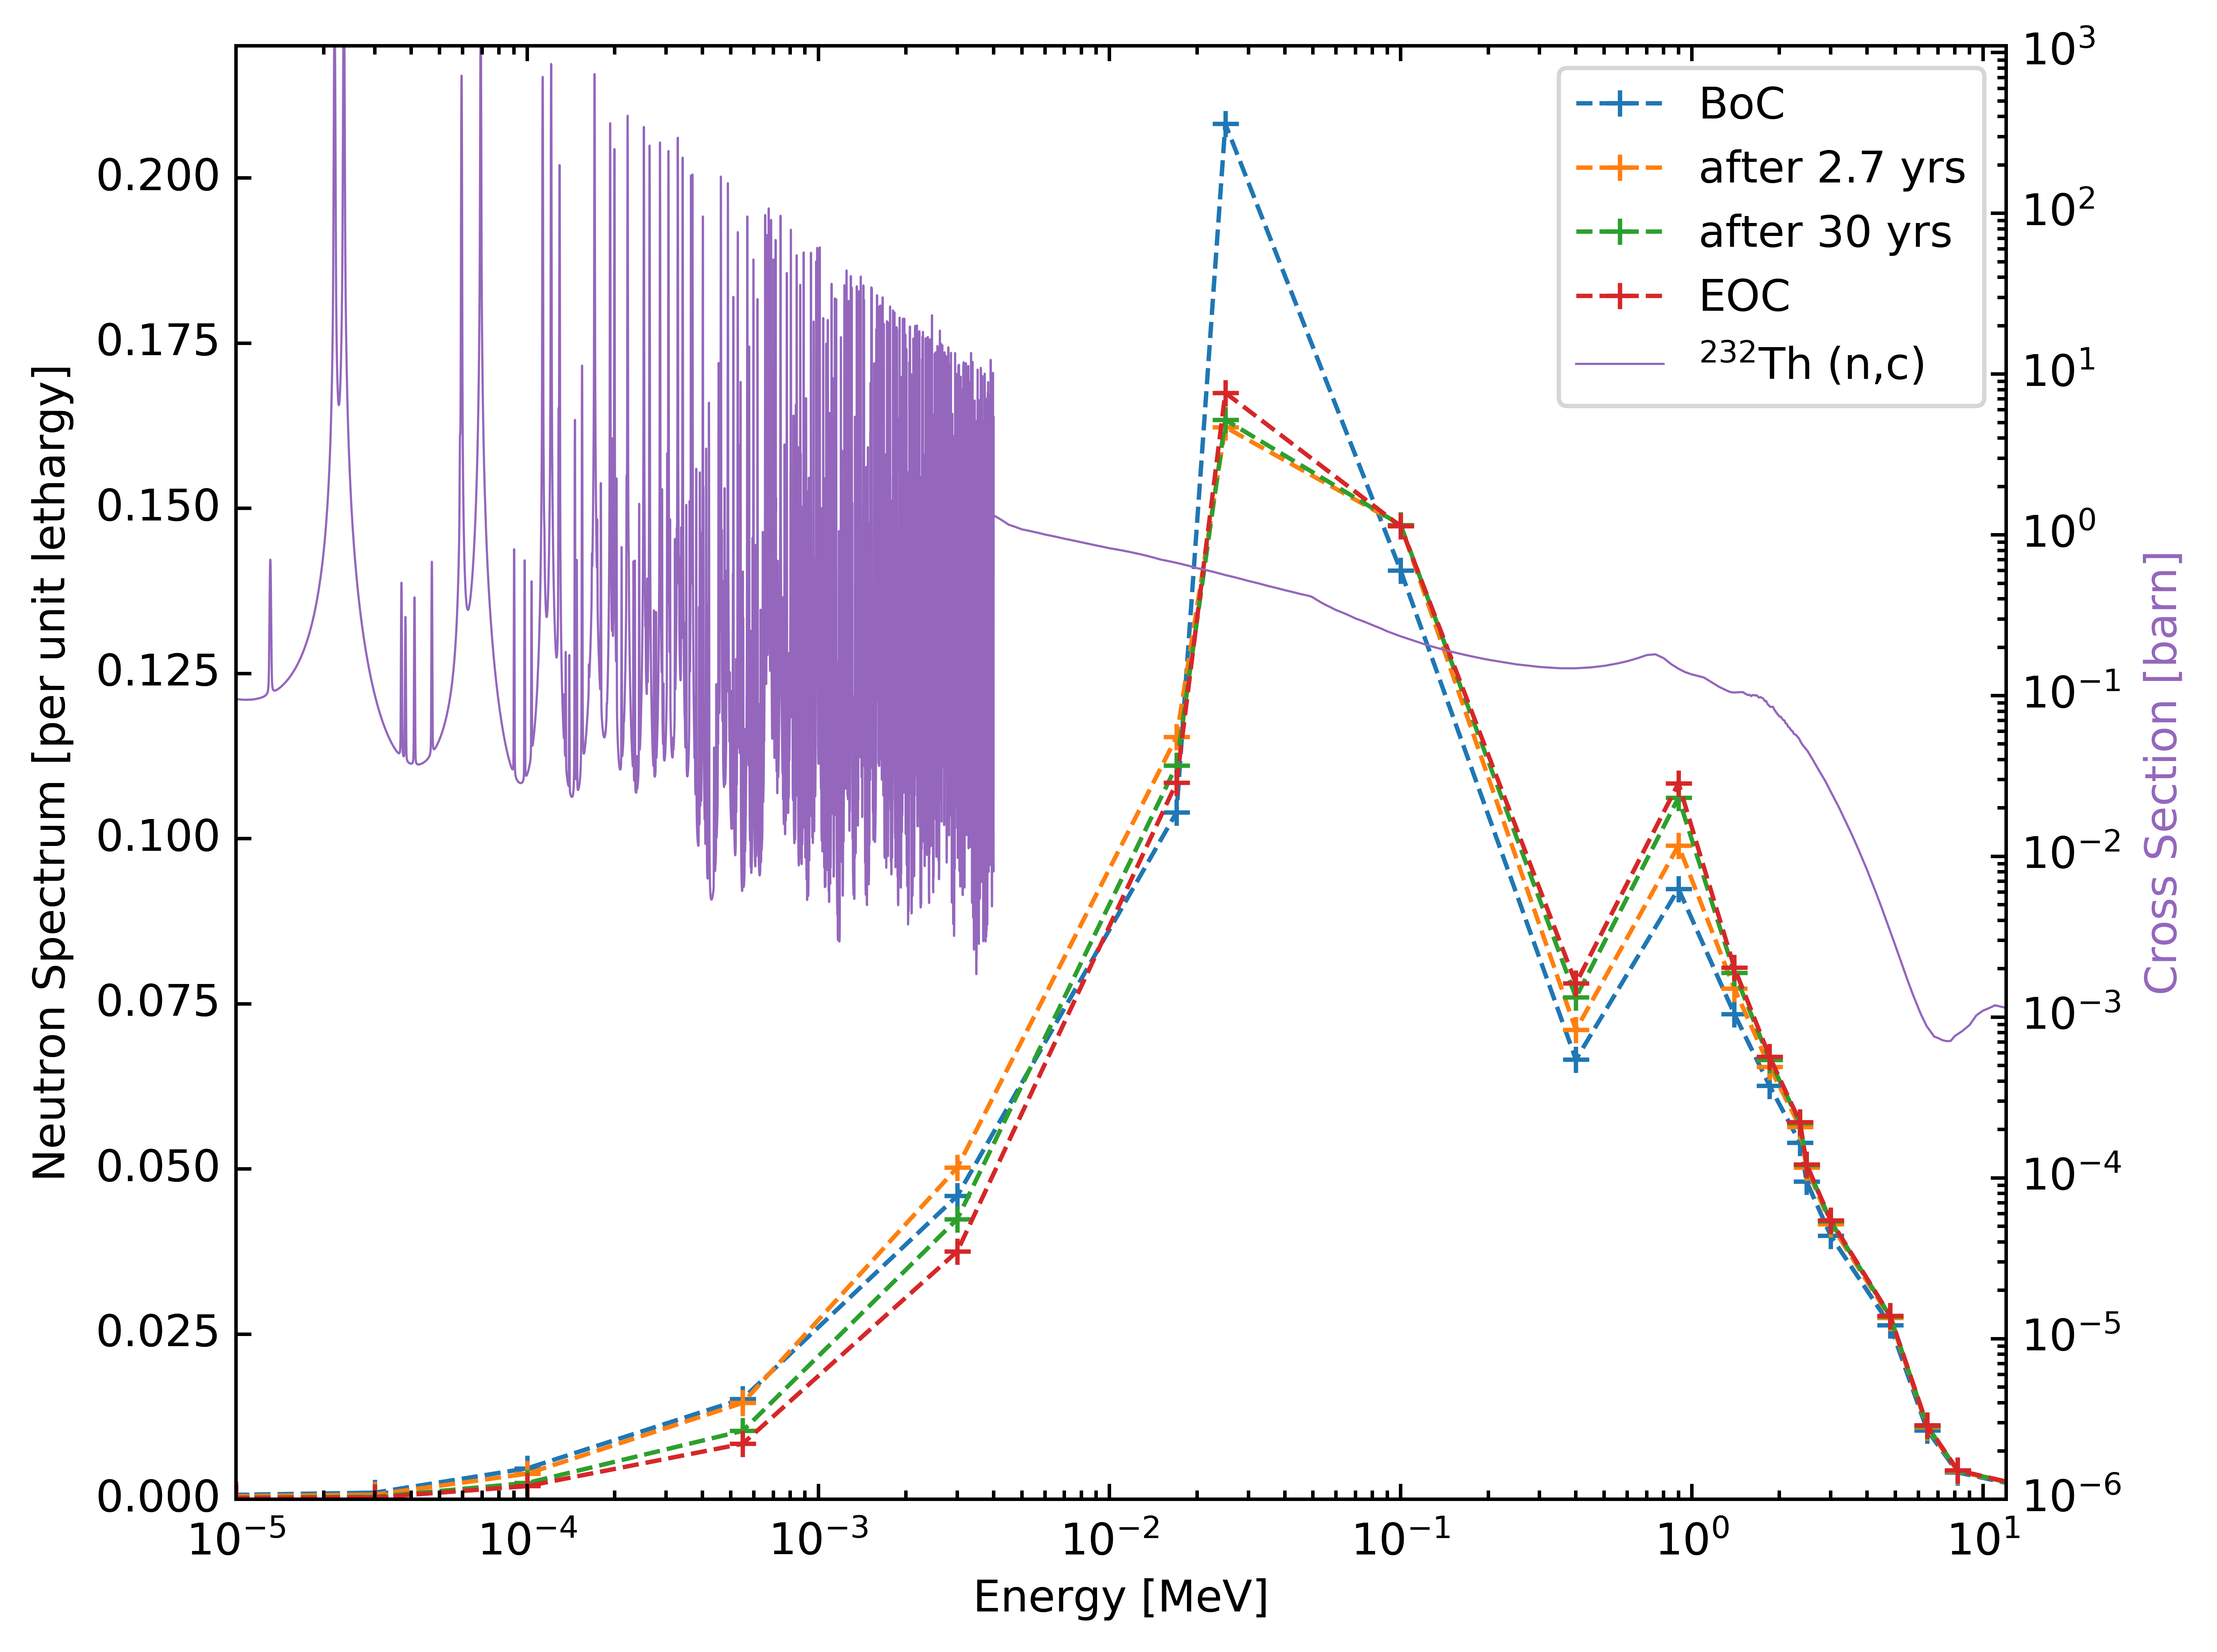 Neutron Spectrum [per unit lethargy]
0.200
0.175
0.150
0.125
0.100
0.075
0.050
0.025
0.000
10⁻⁵ 10⁻⁴ 10⁻³ 10⁻² 10⁻¹ 10⁰ 10¹
Energy [MeV]
BoC
after 2.7 yrs
after 30 yrs
EOC
²³²Th (n,c)
10³
10²
10¹
10⁰
10⁻¹
10⁻²
10⁻³
10⁻⁴
10⁻⁵
10⁻⁶
Cross Section [barn]